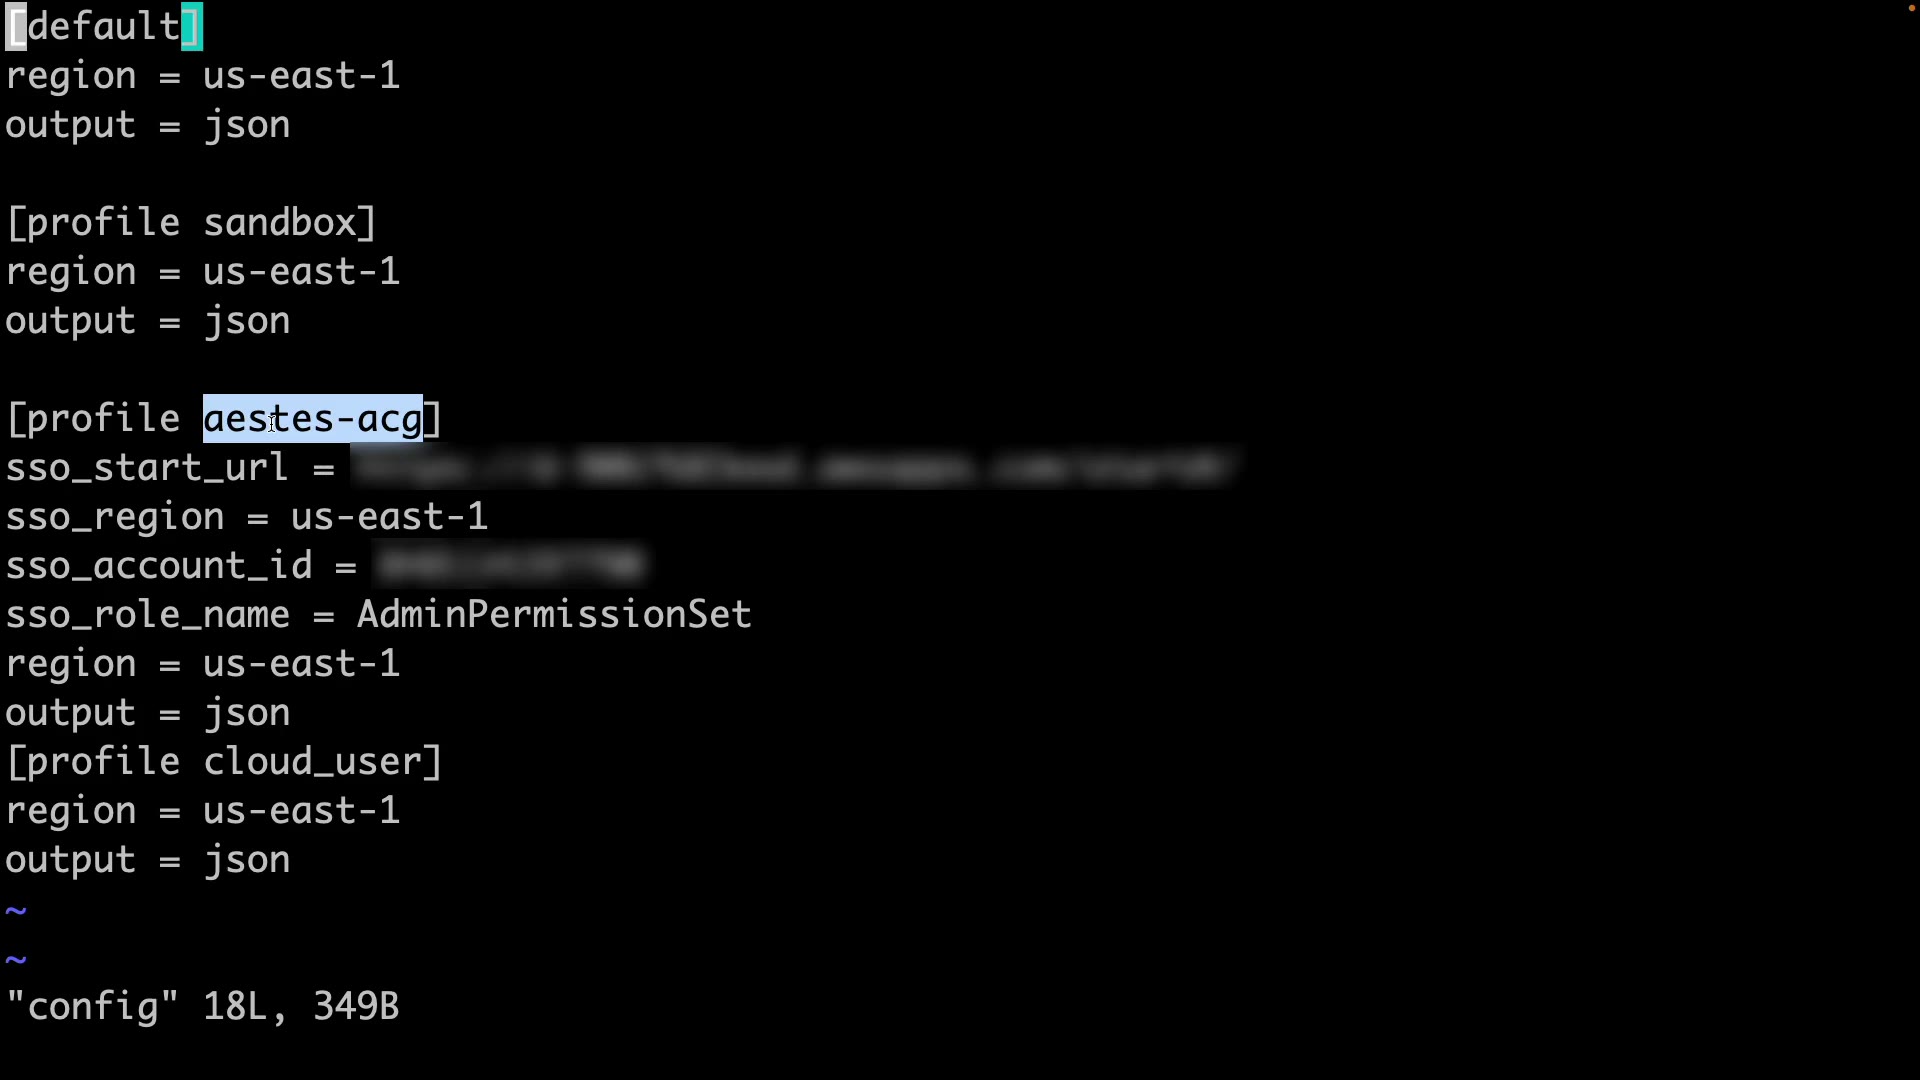 [default]
region = us-east-1
output = json
[profile sandbox]
region = us-east-1
output = json
[profile aestes-acg]
sso_start_url =
sso_region = us-east-1
sso_account_id =
sso_role_name = AdminPermissionSet
region = us-east-1
output = json
[profile cloud_user]
region = us-east-1
output = json
~
~
"config" 18L, 349B